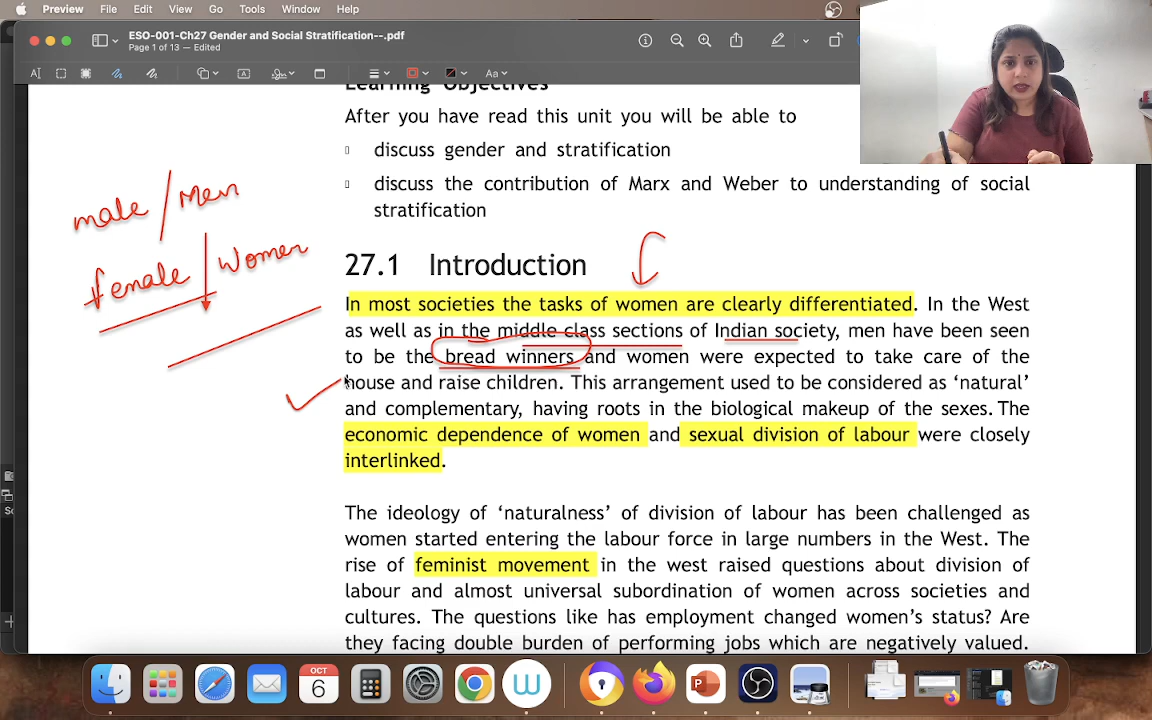 Preview File Edit View Go Tools Window Help
ESO-001-Ch27 Gender and Social Stratification--.pdf
Page 1 of 13 — Edited
Aa
Learning Objectives
After you have read this unit you will be able to
discuss gender and stratification
discuss the contribution of Marx and Weber to understanding of social
stratification
male / Men
female / Women
27.1 Introduction
In most societies the tasks of women are clearly differentiated. In the West
as well as in the middle class sections of Indian society, men have been seen
to be the bread winners and women were expected to take care of the
house and raise children. This arrangement used to be considered as ‘natural’
and complementary, having roots in the biological makeup of the sexes. The
economic dependence of women and sexual division of labour were closely
interlinked.
The ideology of ‘naturalness’ of division of labour has been challenged as
women started entering the labour force in large numbers in the West. The
rise of feminist movement in the west raised questions about division of
labour and almost universal subordination of women across societies and
cultures. The questions like has employment changed women’s status? Are
they facing double burden of performing jobs which are negatively valued.
OCT
6